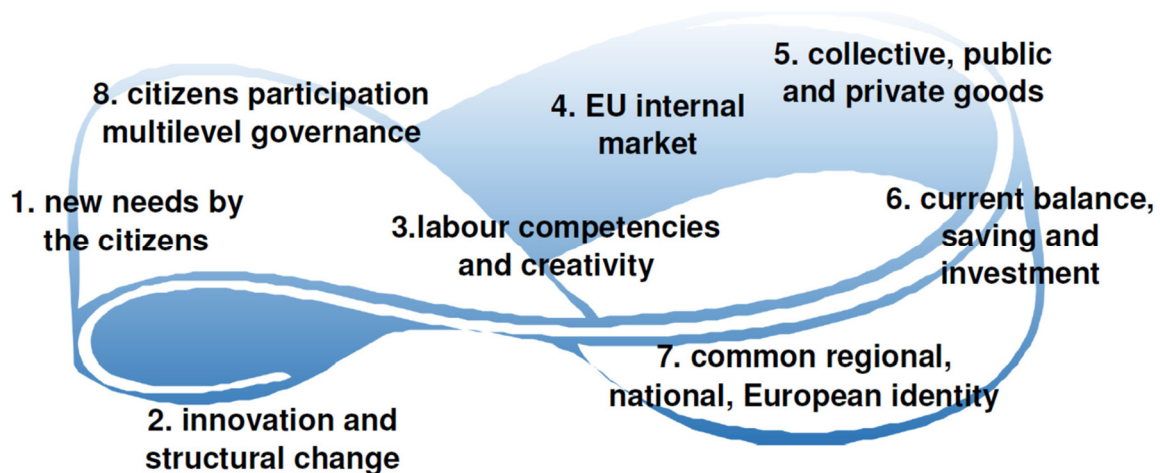 8. citizens participation
multilevel governance
4. EU internal
market
5. collective, public
and private goods
1. new needs by
the citizens
3.labour competencies
and creativity
6. current balance,
saving and
investment
7. common regional,
national, European identity
2. innovation and
structural change